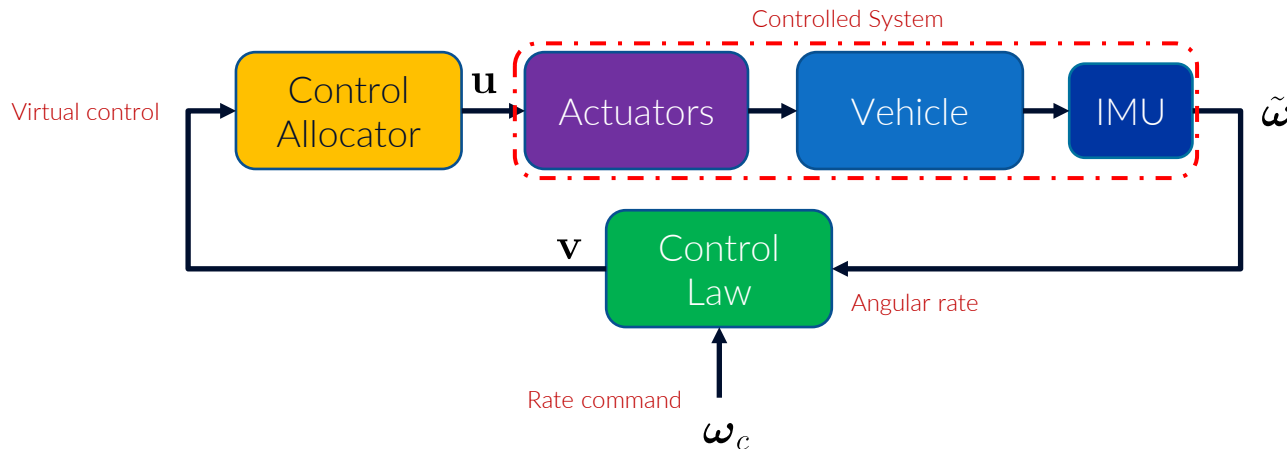 Controlled System
Virtual control
Control
Allocator
𝐮
Actuators
Vehicle
IMU
𝝎̃
𝐯
Control
Law
Angular rate
Rate command
𝝎_c